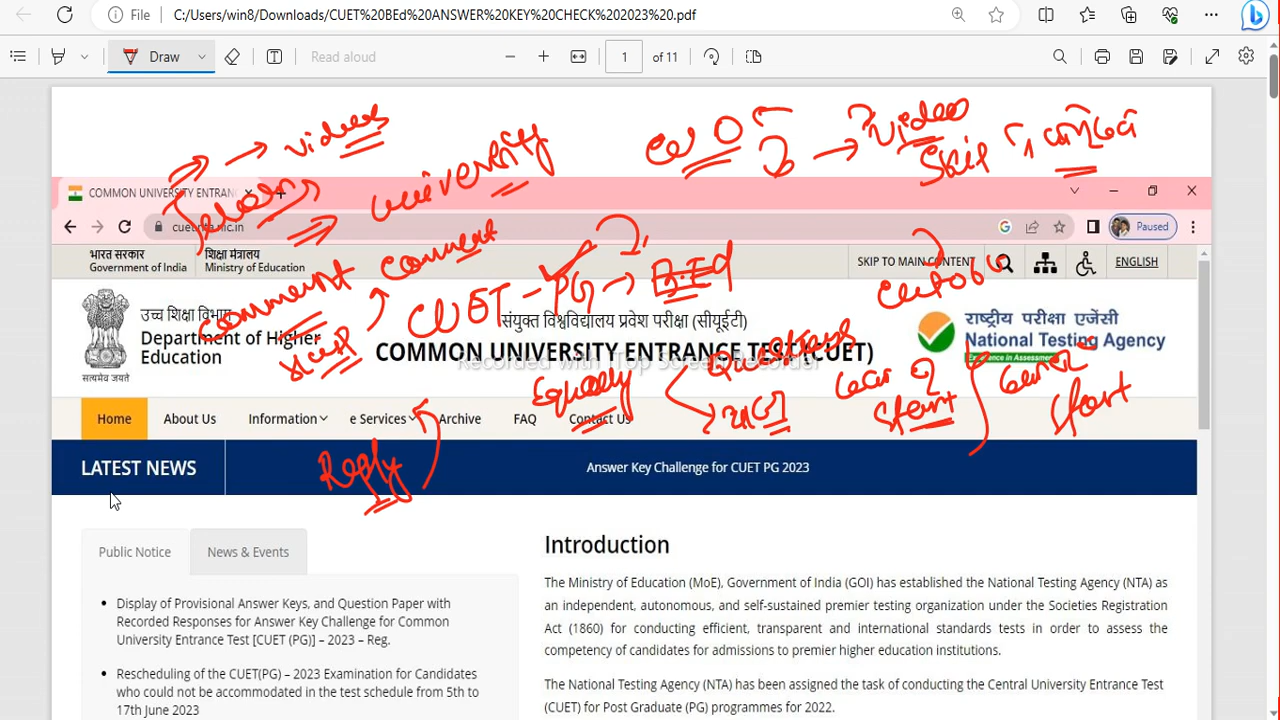 File
C:/Users/win8/Downloads/CUET%20BEd%20ANSWER%20KEY%20CHECK%202023%20.pdf
Draw
Read aloud
1
of 11
videos
university
video
Skip
COMMON UNIVERSITY ENTRAN
Paused
भारत सरकार
Government of India
शिक्षा मंत्रालय
Ministry of Education
SKIP TO MAIN CONTENT
ENGLISH
comment
comment
CUET - PG → B.Ed
cutoff
उच्च शिक्षा विभाग
Department of Higher
Education
सत्यमेव जयते
संयुक्त विश्वविद्यालय प्रवेश परीक्षा (सीयूईटी)
COMMON UNIVERSITY ENTRANCE TEST (CUET)
Recorded with iTop Screen Recorder
राष्ट्रीय परीक्षा एजेंसी
National Testing Agency
Excellence in Assessment
Equally
Questions
start
start
Home
About Us
Information
e Services
Archive
FAQ
Contact Us
Reply
LATEST NEWS
Answer Key Challenge for CUET PG 2023
Public Notice
News & Events
Display of Provisional Answer Keys, and Question Paper with
Recorded Responses for Answer Key Challenge for Common
University Entrance Test [CUET (PG)] – 2023 – Reg.
Rescheduling of the CUET(PG) – 2023 Examination for Candidates
who could not be accommodated in the test schedule from 5th to
17th June 2023
Introduction
The Ministry of Education (MoE), Government of India (GOI) has established the National Testing Agency (NTA) as
an independent, autonomous, and self-sustained premier testing organization under the Societies Registration
Act (1860) for conducting efficient, transparent and international standards tests in order to assess the
competency of candidates for admissions to premier higher education institutions.
The National Testing Agency (NTA) has been assigned the task of conducting the Central University Entrance Test
(CUET) for Post Graduate (PG) programmes for 2022.